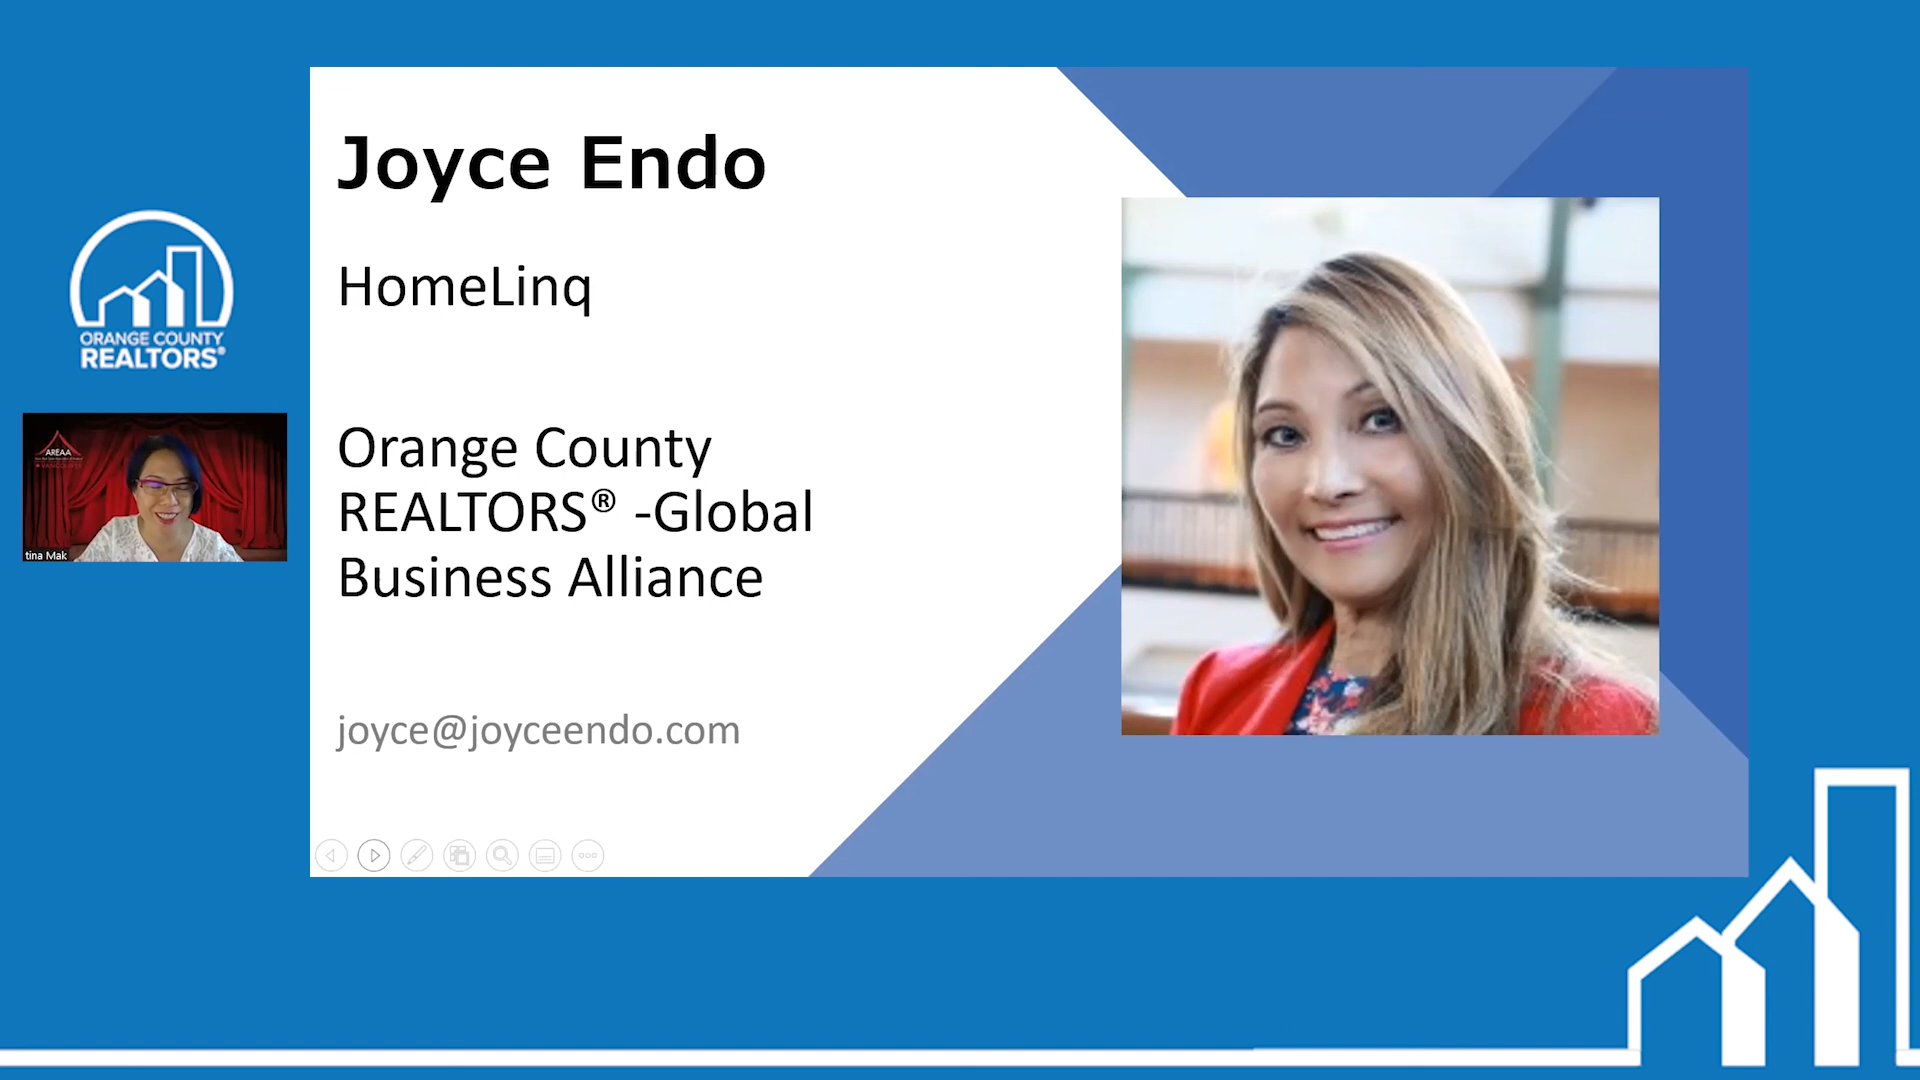 Joyce Endo
HomeLinq
Orange County
REALTORS® -Global
Business Alliance
joyce@joyceendo.com
ORANGE COUNTY
REALTORS®
AREAA
tina Mak